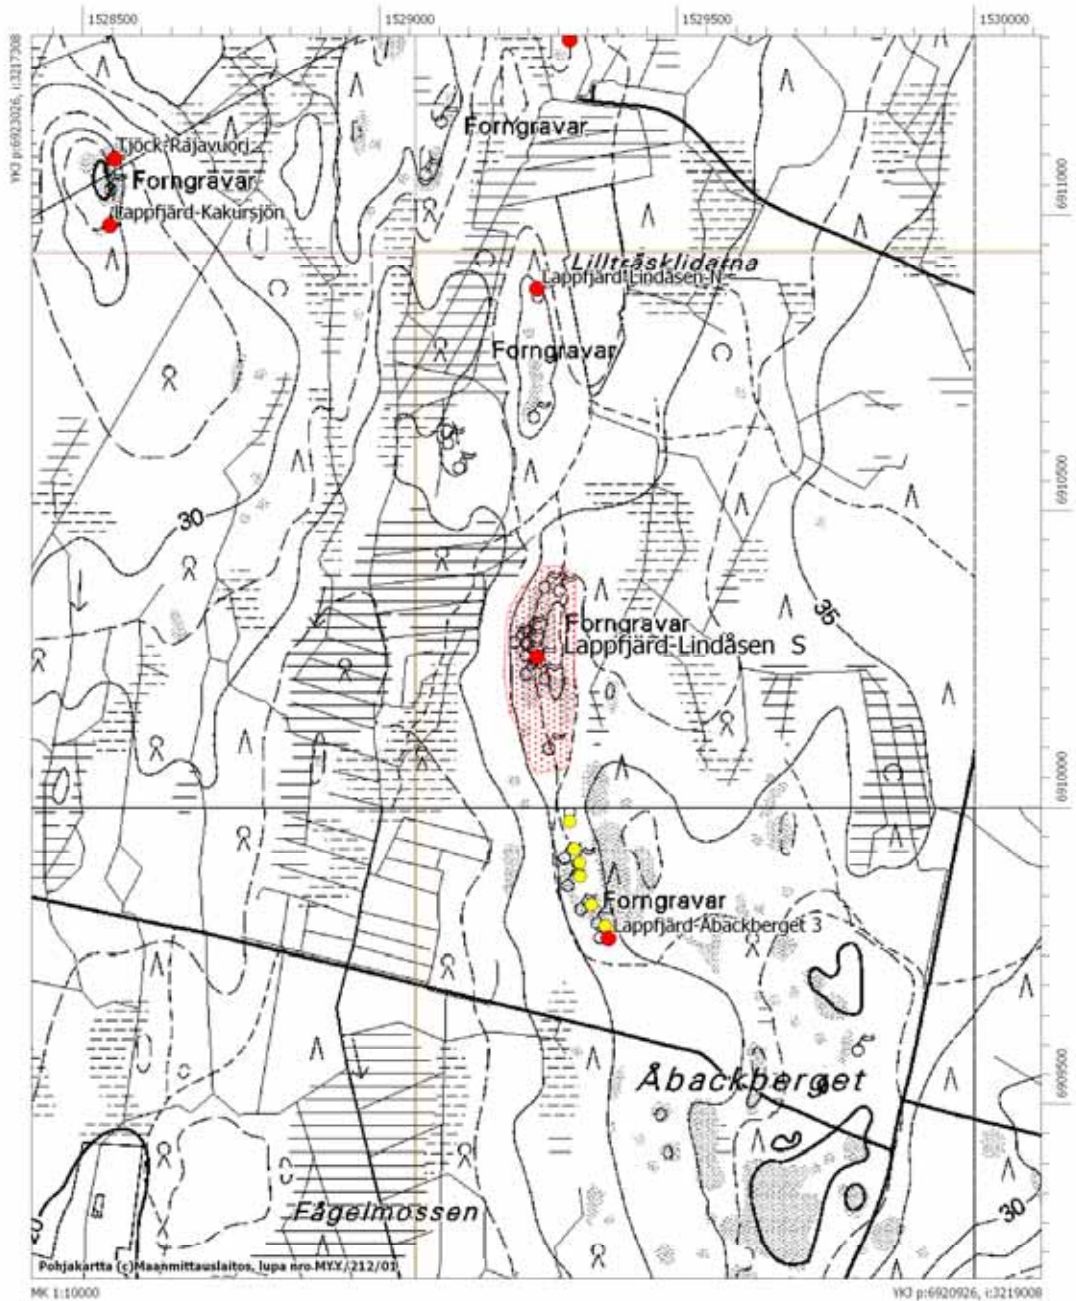 1528500 1529000 1529500 1530000
YKJ p:6923026, i:3217308
Forngravar
Tjöck-Rajavuori
Forngravar
6911000
Lappfjärd-Kakursjön
Lillträsklidarna
Lappfjärd-Lindåsen N
Forngravar
6910500
30
35
Forngravar
Lappfjärd-Lindåsen S
6910000
Forngravar
Lappfjärd-Åbackberget 3
Åbackberget
6909500
Fågelmossen
30
Pohjakartta (c)Maanmittauslaitos, lupa nro MYY/212/01
MK 1:10000
YKJ p:6920926, i:3219008